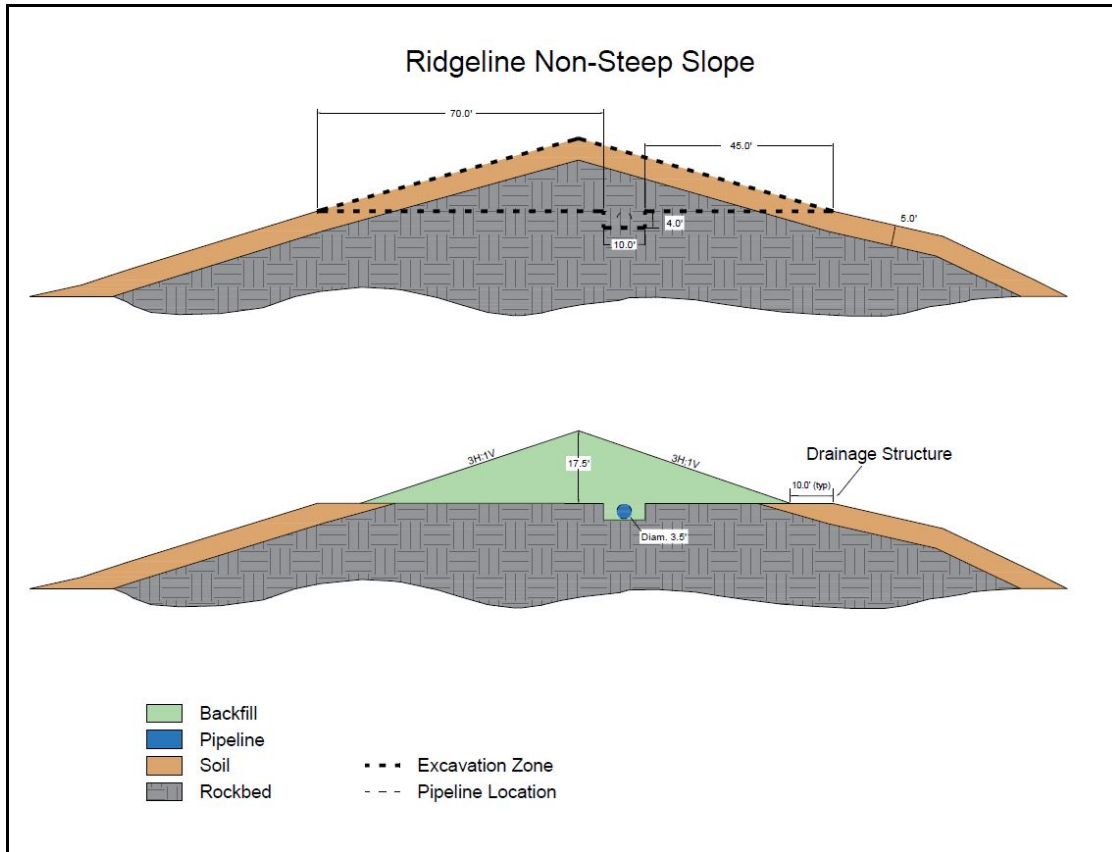 Ridgeline Non-Steep Slope
70.0'
45.0'
5.0'
4.0'
10.0'
3H:1V
17.5'
3H:1V
Drainage Structure
10.0' (typ)
Diam. 3.5'
Backfill
Pipeline
Soil
Rockbed
Excavation Zone
Pipeline Location